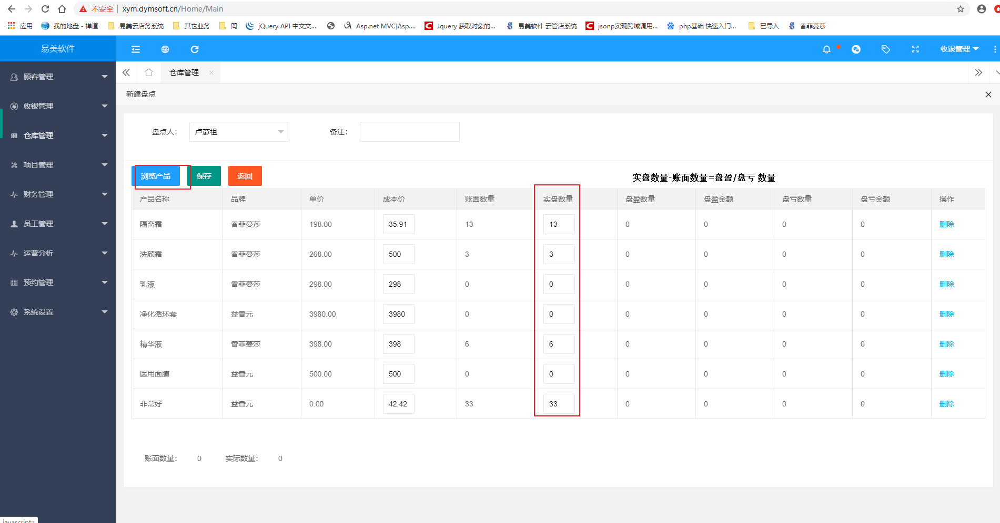 不安全 xym.dymsoft.cn/Home/Main
应用 我的地盘 - 禅道 易美云店务系统 其它业务 罔 jQuery API 中文文... Asp.net MVC]Asp.... Jquery 获取对象的... 易美软件 云管店系统 jsonp实现跨域调用... php基础 快速入门... 已导入 香菲蔓莎
易美软件 收银管理
仓库管理
新建盘点
顾客管理
收银管理
仓库管理
项目管理
财务管理
员工管理
运营分析
预约管理
系统设置
盘点人： 卢彦祖 备注：
浏览产品 保存 返回 实盘数量-账面数量=盘盈/盘亏 数量
产品名称 品牌 单价 成本价 账面数量 实盘数量 盘盈数量 盘盈金额 盘亏数量 盘亏金额 操作
隔离霜 香菲蔓莎 198.00 35.91 13 13 0 0 0 0 删除
洗颜霜 香菲蔓莎 268.00 500 3 3 0 0 0 0 删除
乳液 香菲蔓莎 298.00 298 0 0 0 0 0 0 删除
净化循环套 益香元 3980.00 3980 0 0 0 0 0 0 删除
精华液 香菲蔓莎 398.00 398 6 6 0 0 0 0 删除
医用面膜 益香元 500.00 500 0 0 0 0 0 0 删除
非常好 益香元 0.00 42.42 33 33 0 0 0 0 删除
账面数量： 0 实际数量： 0
javascript:;